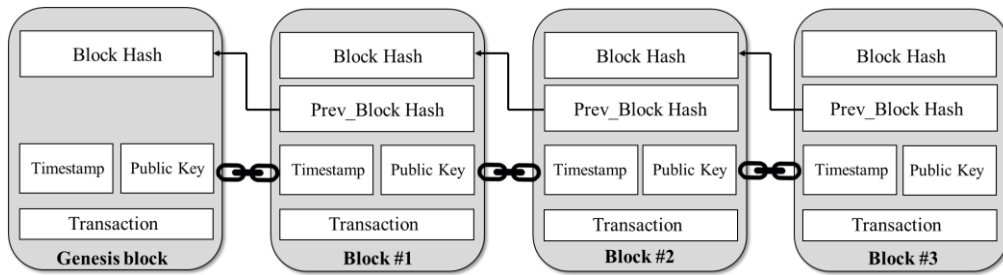 Block Hash
Timestamp
Public Key
Transaction
Genesis block
Block Hash
Prev_Block Hash
Timestamp
Public Key
Transaction
Block #1
Block Hash
Prev_Block Hash
Timestamp
Public Key
Transaction
Block #2
Block Hash
Prev_Block Hash
Timestamp
Public Key
Transaction
Block #3